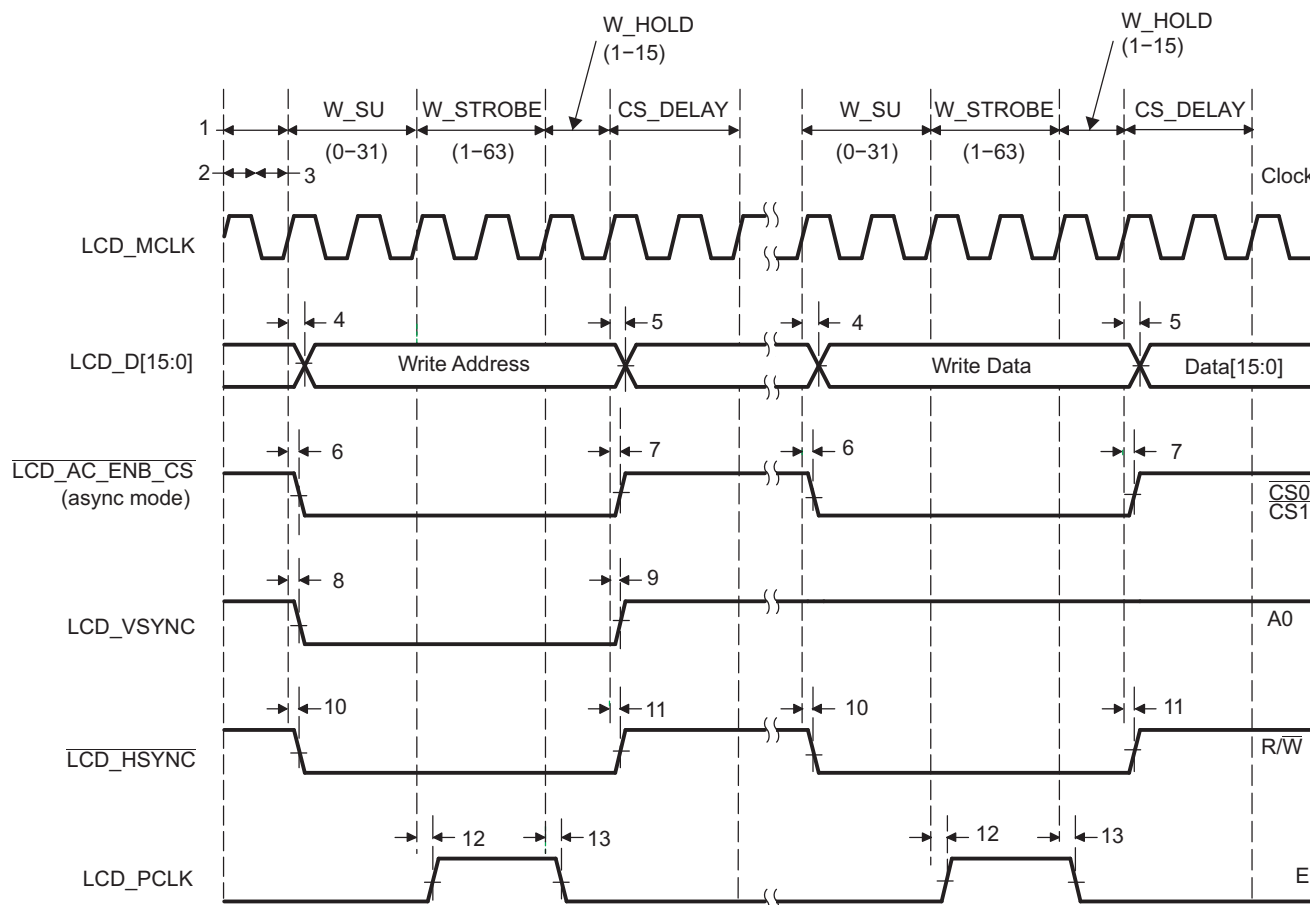 W_HOLD
(1−15)
W_HOLD
(1−15)
W_SU
W_STROBE
CS_DELAY
W_SU
W_STROBE
CS_DELAY
1
(0−31)
(1−63)
(0−31)
(1−63)
2
3
Clock
LCD_MCLK
4
5
4
5
LCD_D[15:0]
Write Address
Write Data
Data[15:0]
6
7
6
7
LCD_AC_ENB_CS
(async mode)
CS0
CS1
8
9
LCD_VSYNC
A0
10
11
10
11
LCD_HSYNC
R/W
12
13
12
13
LCD_PCLK
E